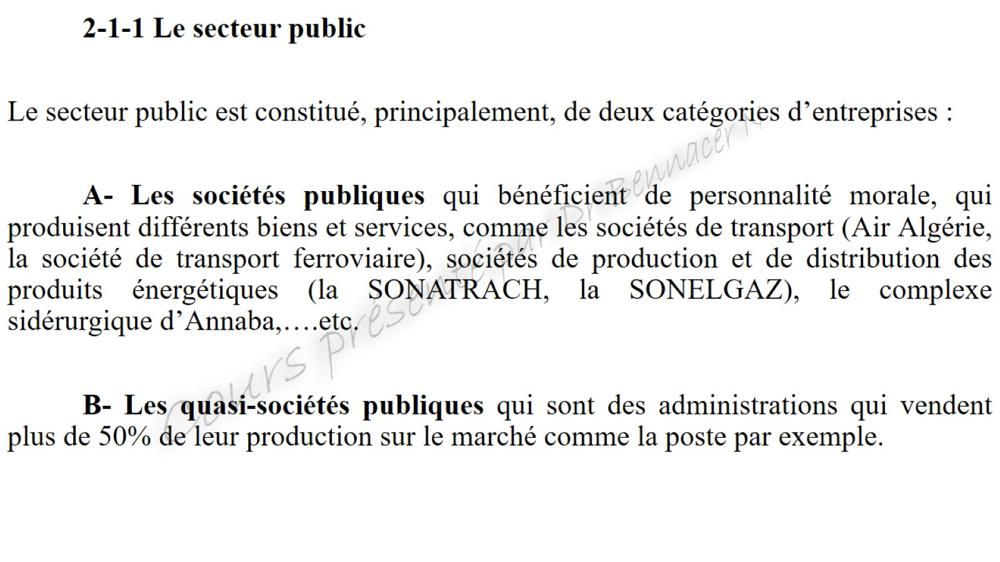 2-1-1 Le secteur public
Le secteur public est constitué, principalement, de deux catégories d’entreprises :
A- Les sociétés publiques qui bénéficient de personnalité morale, qui
produisent différents biens et services, comme les sociétés de transport (Air Algérie,
la société de transport ferroviaire), sociétés de production et de distribution des
produits énergétiques (la SONATRACH, la SONELGAZ), le complexe
sidérurgique d’Annaba,….etc.
B- Les quasi-sociétés publiques qui sont des administrations qui vendent
plus de 50% de leur production sur le marché comme la poste par exemple.
Cours présenté par Dr Bennacer N